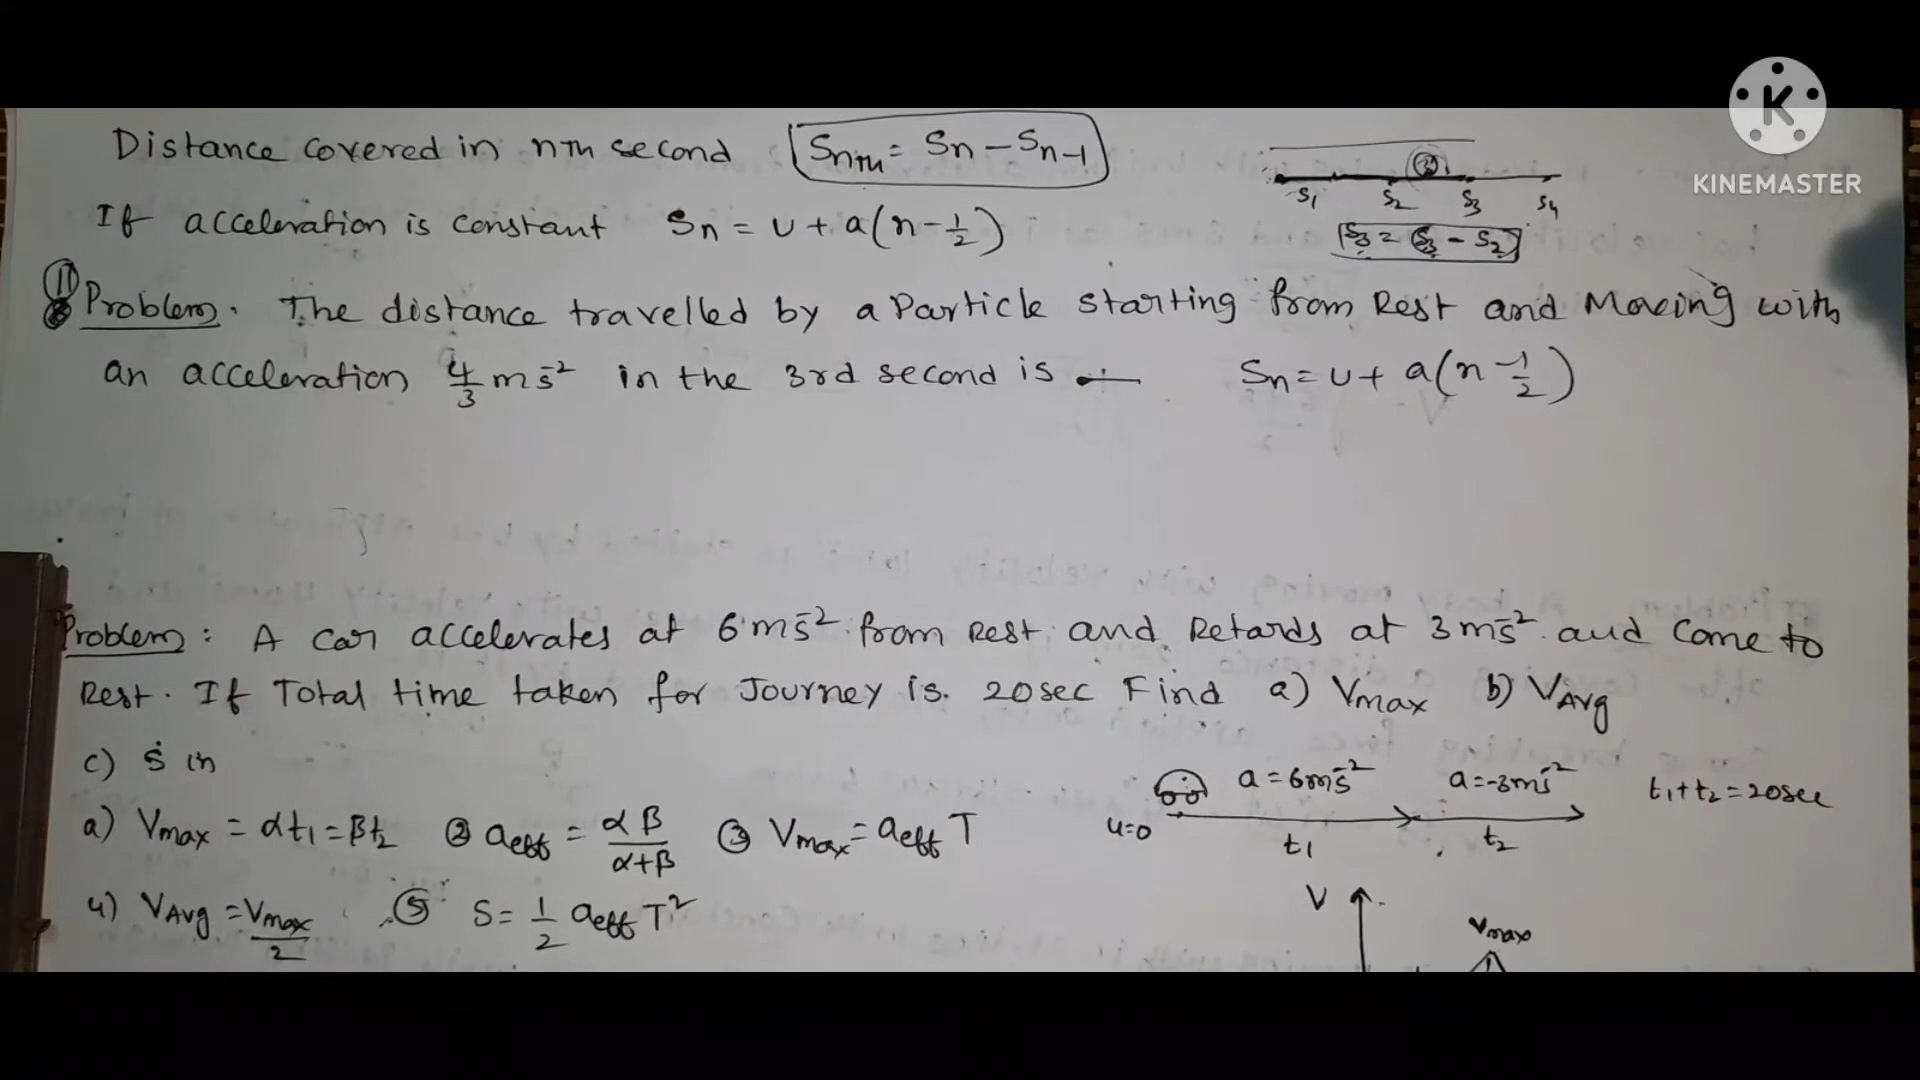 Distance covered in nth second Snth = Sn - Sn-1
S1 S2 3 S3 S4
If acceleration is constant Sn = u + a(n - 1/2)
S3 = S3 - S2
11 Problem. The distance travelled by a Particle starting from Rest and Moving with
an acceleration 4/3 ms⁻² in the 3rd second is — Sn = u + a(n - 1/2)
Problem: A car accelerates at 6 ms⁻² from Rest and Retards at 3 ms⁻² and Come to
Rest. If Total time taken for Journey is. 20sec Find a) Vmax b) VAvg
c) S in
a = 6ms⁻² a = -3ms⁻² t1 + t2 = 20sec
u=0 t1 t2
a) Vmax = αt1 = βt2 ② aeff = αβ/α+β ③ Vmax = aeff T
4) VAvg = Vmax/2 ⑤ S = 1/2 aeff T²
V Vmax
K
KINEMASTER